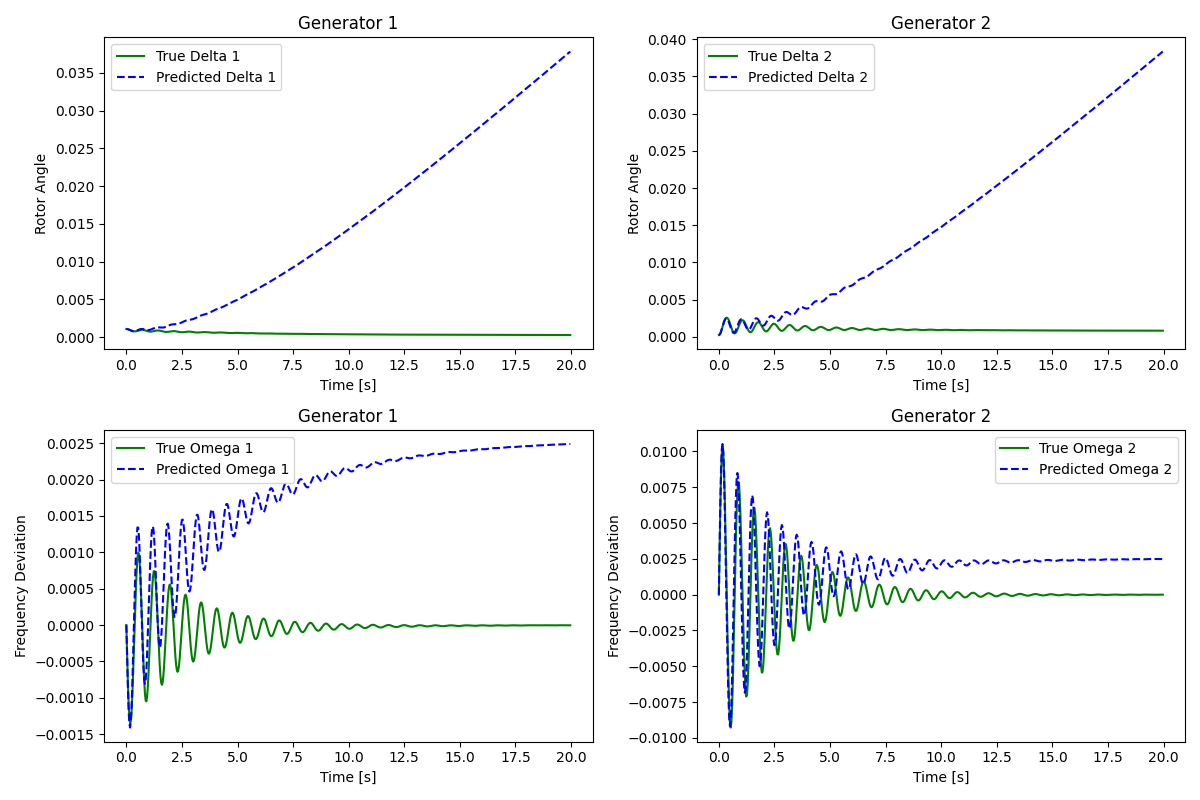 Generator 1
True Delta 1
Predicted Delta 1
0.035
0.030
0.025
0.020
0.015
0.010
0.005
0.000
Rotor Angle
0.0 2.5 5.0 7.5 10.0 12.5 15.0 17.5 20.0
Time [s]
Generator 2
True Delta 2
Predicted Delta 2
0.040
0.035
0.030
0.025
0.020
0.015
0.010
0.005
0.000
Rotor Angle
0.0 2.5 5.0 7.5 10.0 12.5 15.0 17.5 20.0
Time [s]
Generator 1
True Omega 1
Predicted Omega 1
0.0025
0.0020
0.0015
0.0010
0.0005
0.0000
−0.0005
−0.0010
−0.0015
Frequency Deviation
0.0 2.5 5.0 7.5 10.0 12.5 15.0 17.5 20.0
Time [s]
Generator 2
True Omega 2
Predicted Omega 2
0.0100
0.0075
0.0050
0.0025
0.0000
−0.0025
−0.0050
−0.0075
−0.0100
Frequency Deviation
0.0 2.5 5.0 7.5 10.0 12.5 15.0 17.5 20.0
Time [s]